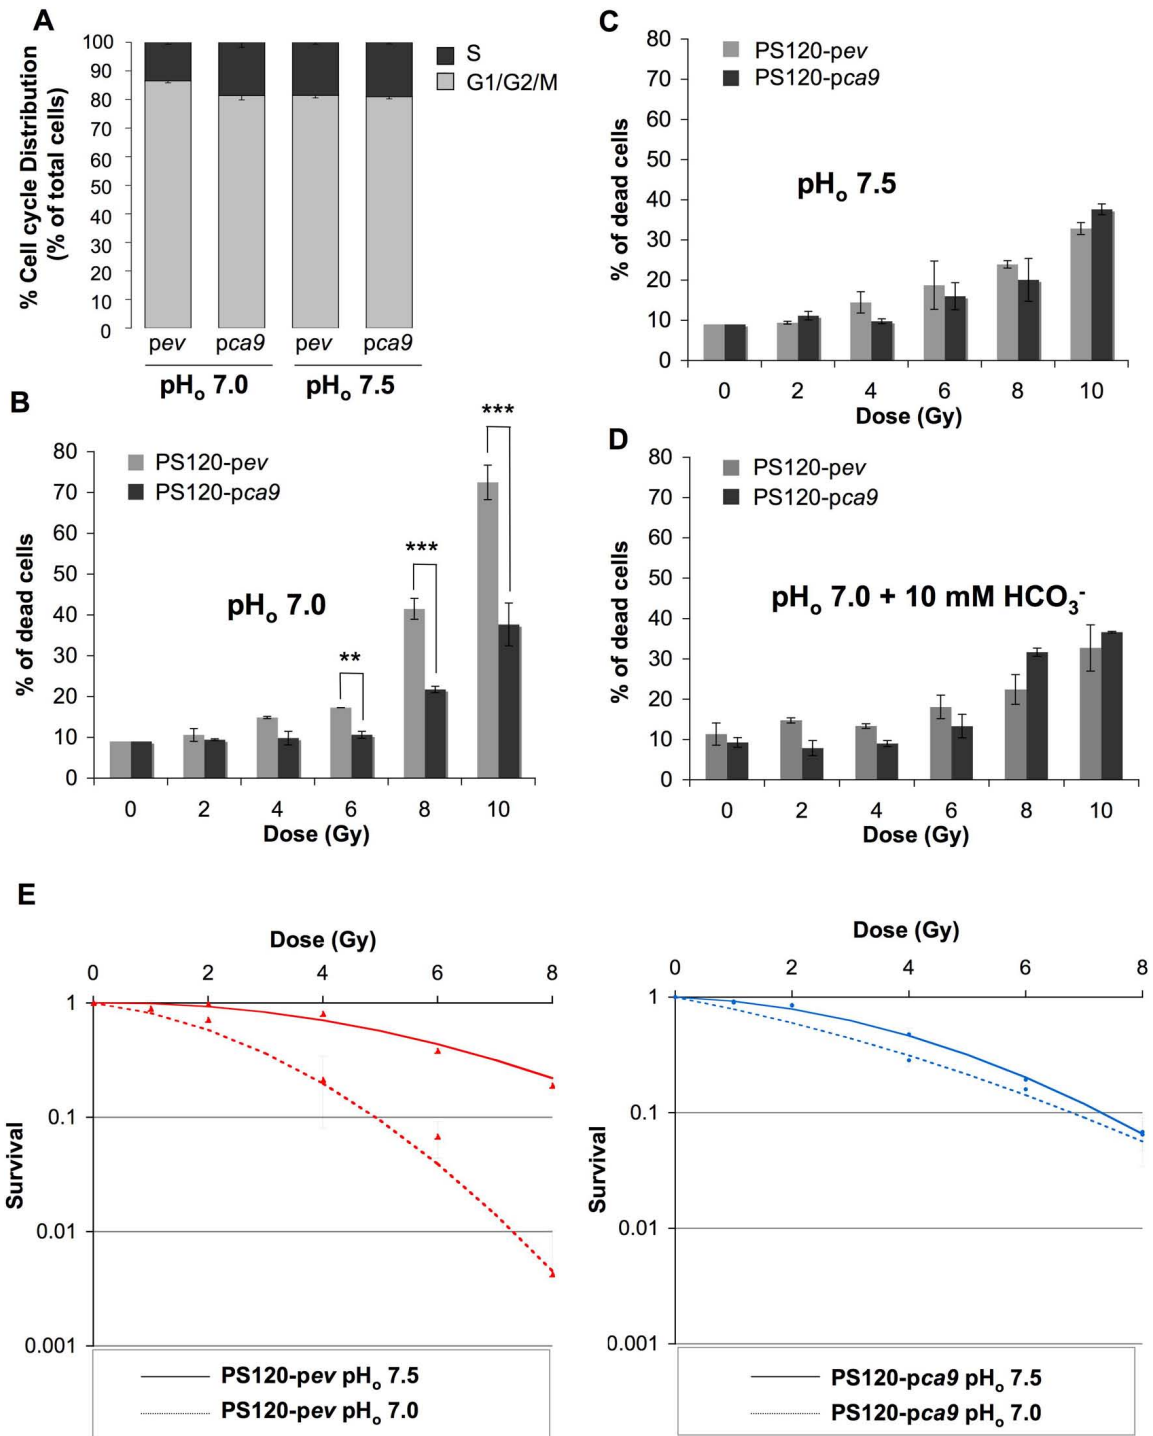 A
% Cell cycle Distribution
(% of total cells)
100
90
80
70
60
50
40
30
20
10
0
S
G1/G2/M
pev pca9 pev pca9
pHo 7.0 pHo 7.5
C
% of dead cells
80
70
60
50
40
30
20
10
0
PS120-pev
PS120-pca9
pHo 7.5
0 2 4 6 8 10
Dose (Gy)
B
% of dead cells
80
70
60
50
40
30
20
10
0
PS120-pev
PS120-pca9
pHo 7.0
**
***
***
0 2 4 6 8 10
Dose (Gy)
D
% of dead cells
80
70
60
50
40
30
20
10
0
PS120-pev
PS120-pca9
pHo 7.0 + 10 mM HCO3-
0 2 4 6 8 10
Dose (Gy)
E
Dose (Gy)
0 2 4 6 8
Survival
1
0.1
0.01
0.001
PS120-pev pHo 7.5
PS120-pev pHo 7.0
Dose (Gy)
0 2 4 6 8
Survival
1
0.1
0.01
0.001
PS120-pca9 pHo 7.5
PS120-pca9 pHo 7.0